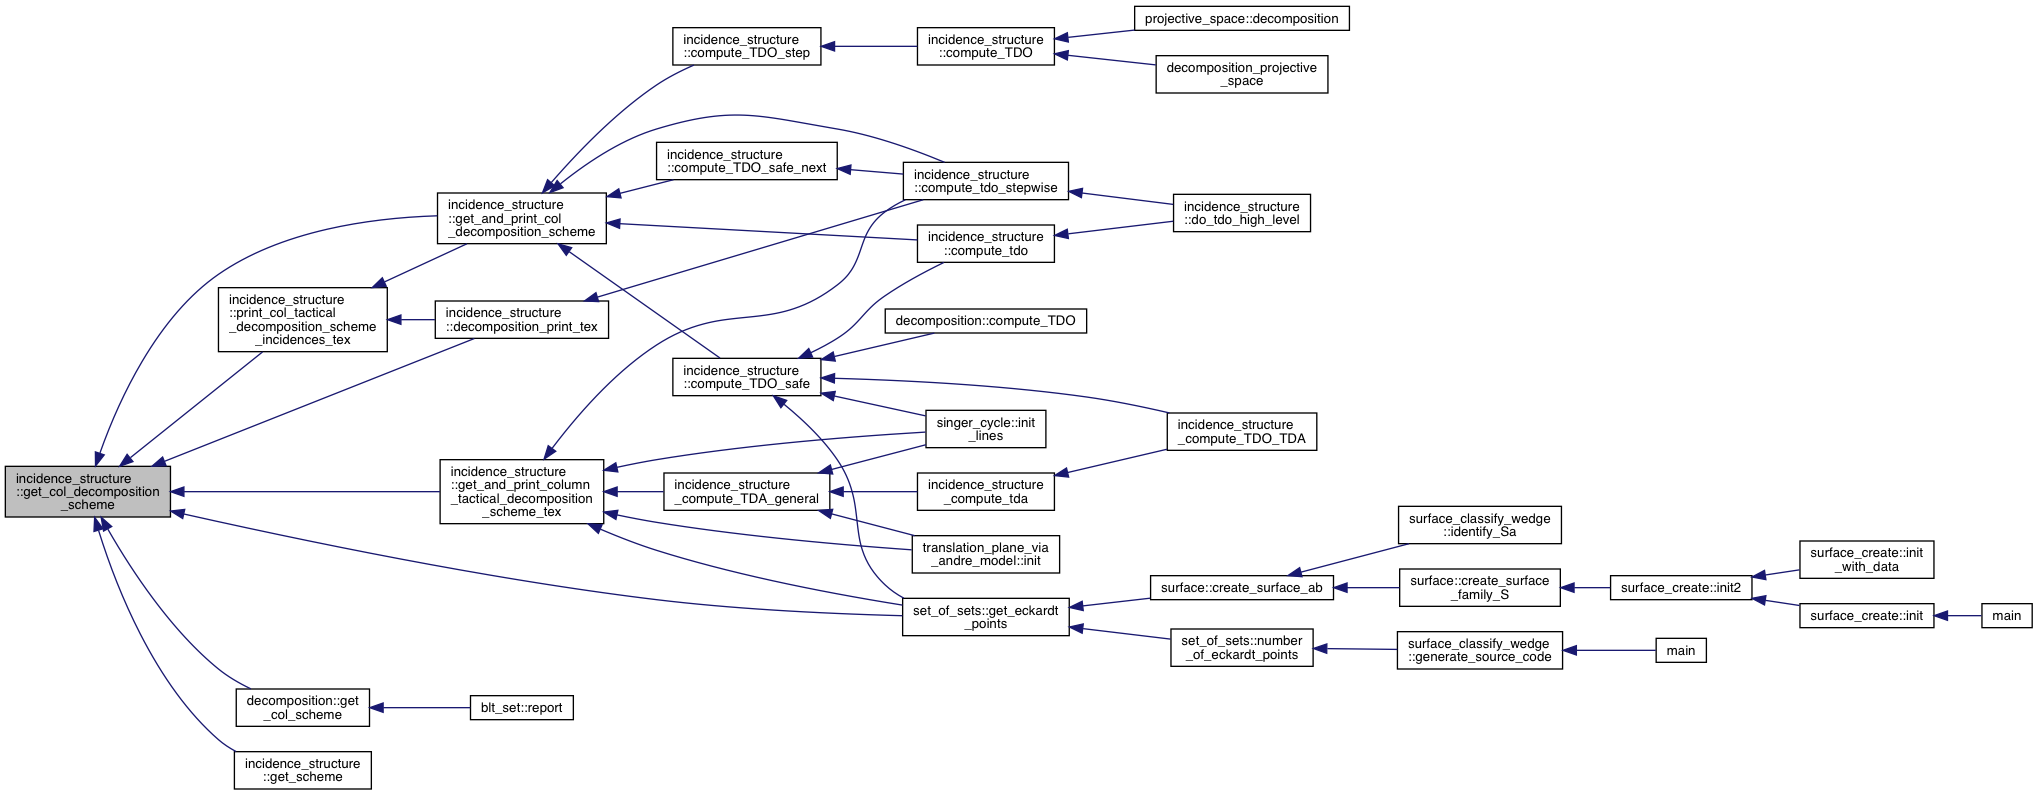 projective_space::decomposition
incidence_structure
::compute_TDO_step
incidence_structure
::compute_TDO
decomposition_projective
_space
incidence_structure
::compute_TDO_safe_next
incidence_structure
::compute_tdo_stepwise
incidence_structure
::get_and_print_col
_decomposition_scheme
incidence_structure
::do_tdo_high_level
incidence_structure
::compute_tdo
incidence_structure
::print_col_tactical
_decomposition_scheme
_incidences_tex
incidence_structure
::decomposition_print_tex
decomposition::compute_TDO
incidence_structure
::compute_TDO_safe
singer_cycle::init
_lines
incidence_structure
_compute_TDO_TDA
incidence_structure
::get_col_decomposition
_scheme
incidence_structure
::get_and_print_column
_tactical_decomposition
_scheme_tex
incidence_structure
_compute_TDA_general
incidence_structure
_compute_tda
translation_plane_via
_andre_model::init
surface_classify_wedge
::identify_Sa
set_of_sets::get_eckardt
_points
surface::create_surface_ab
surface::create_surface
_family_S
surface_create::init2
surface_create::init
_with_data
surface_create::init
main
set_of_sets::number
_of_eckardt_points
surface_classify_wedge
::generate_source_code
main
decomposition::get
_col_scheme
blt_set::report
incidence_structure
::get_scheme